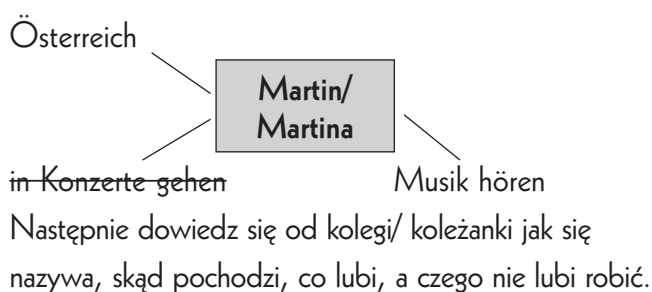 Österreich
Martin/
Martina
in Konzerte gehen
Musik hören
Następnie dowiedz się od kolegi/ koleżanki jak się
nazywa, skąd pochodzi, co lubi, a czego nie lubi robić.